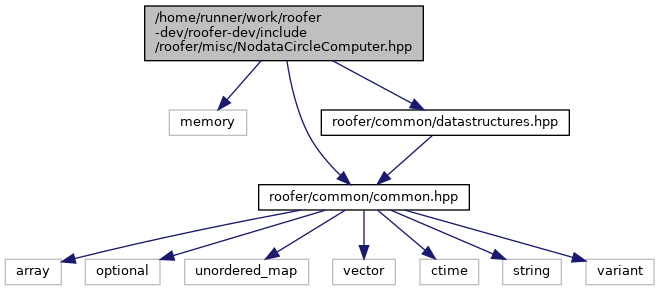 /home/runner/work/roofer
-dev/roofer-dev/include
/roofer/misc/NodataCircleComputer.hpp
memory
roofer/common/datastructures.hpp
roofer/common/common.hpp
array
optional
unordered_map
vector
ctime
string
variant